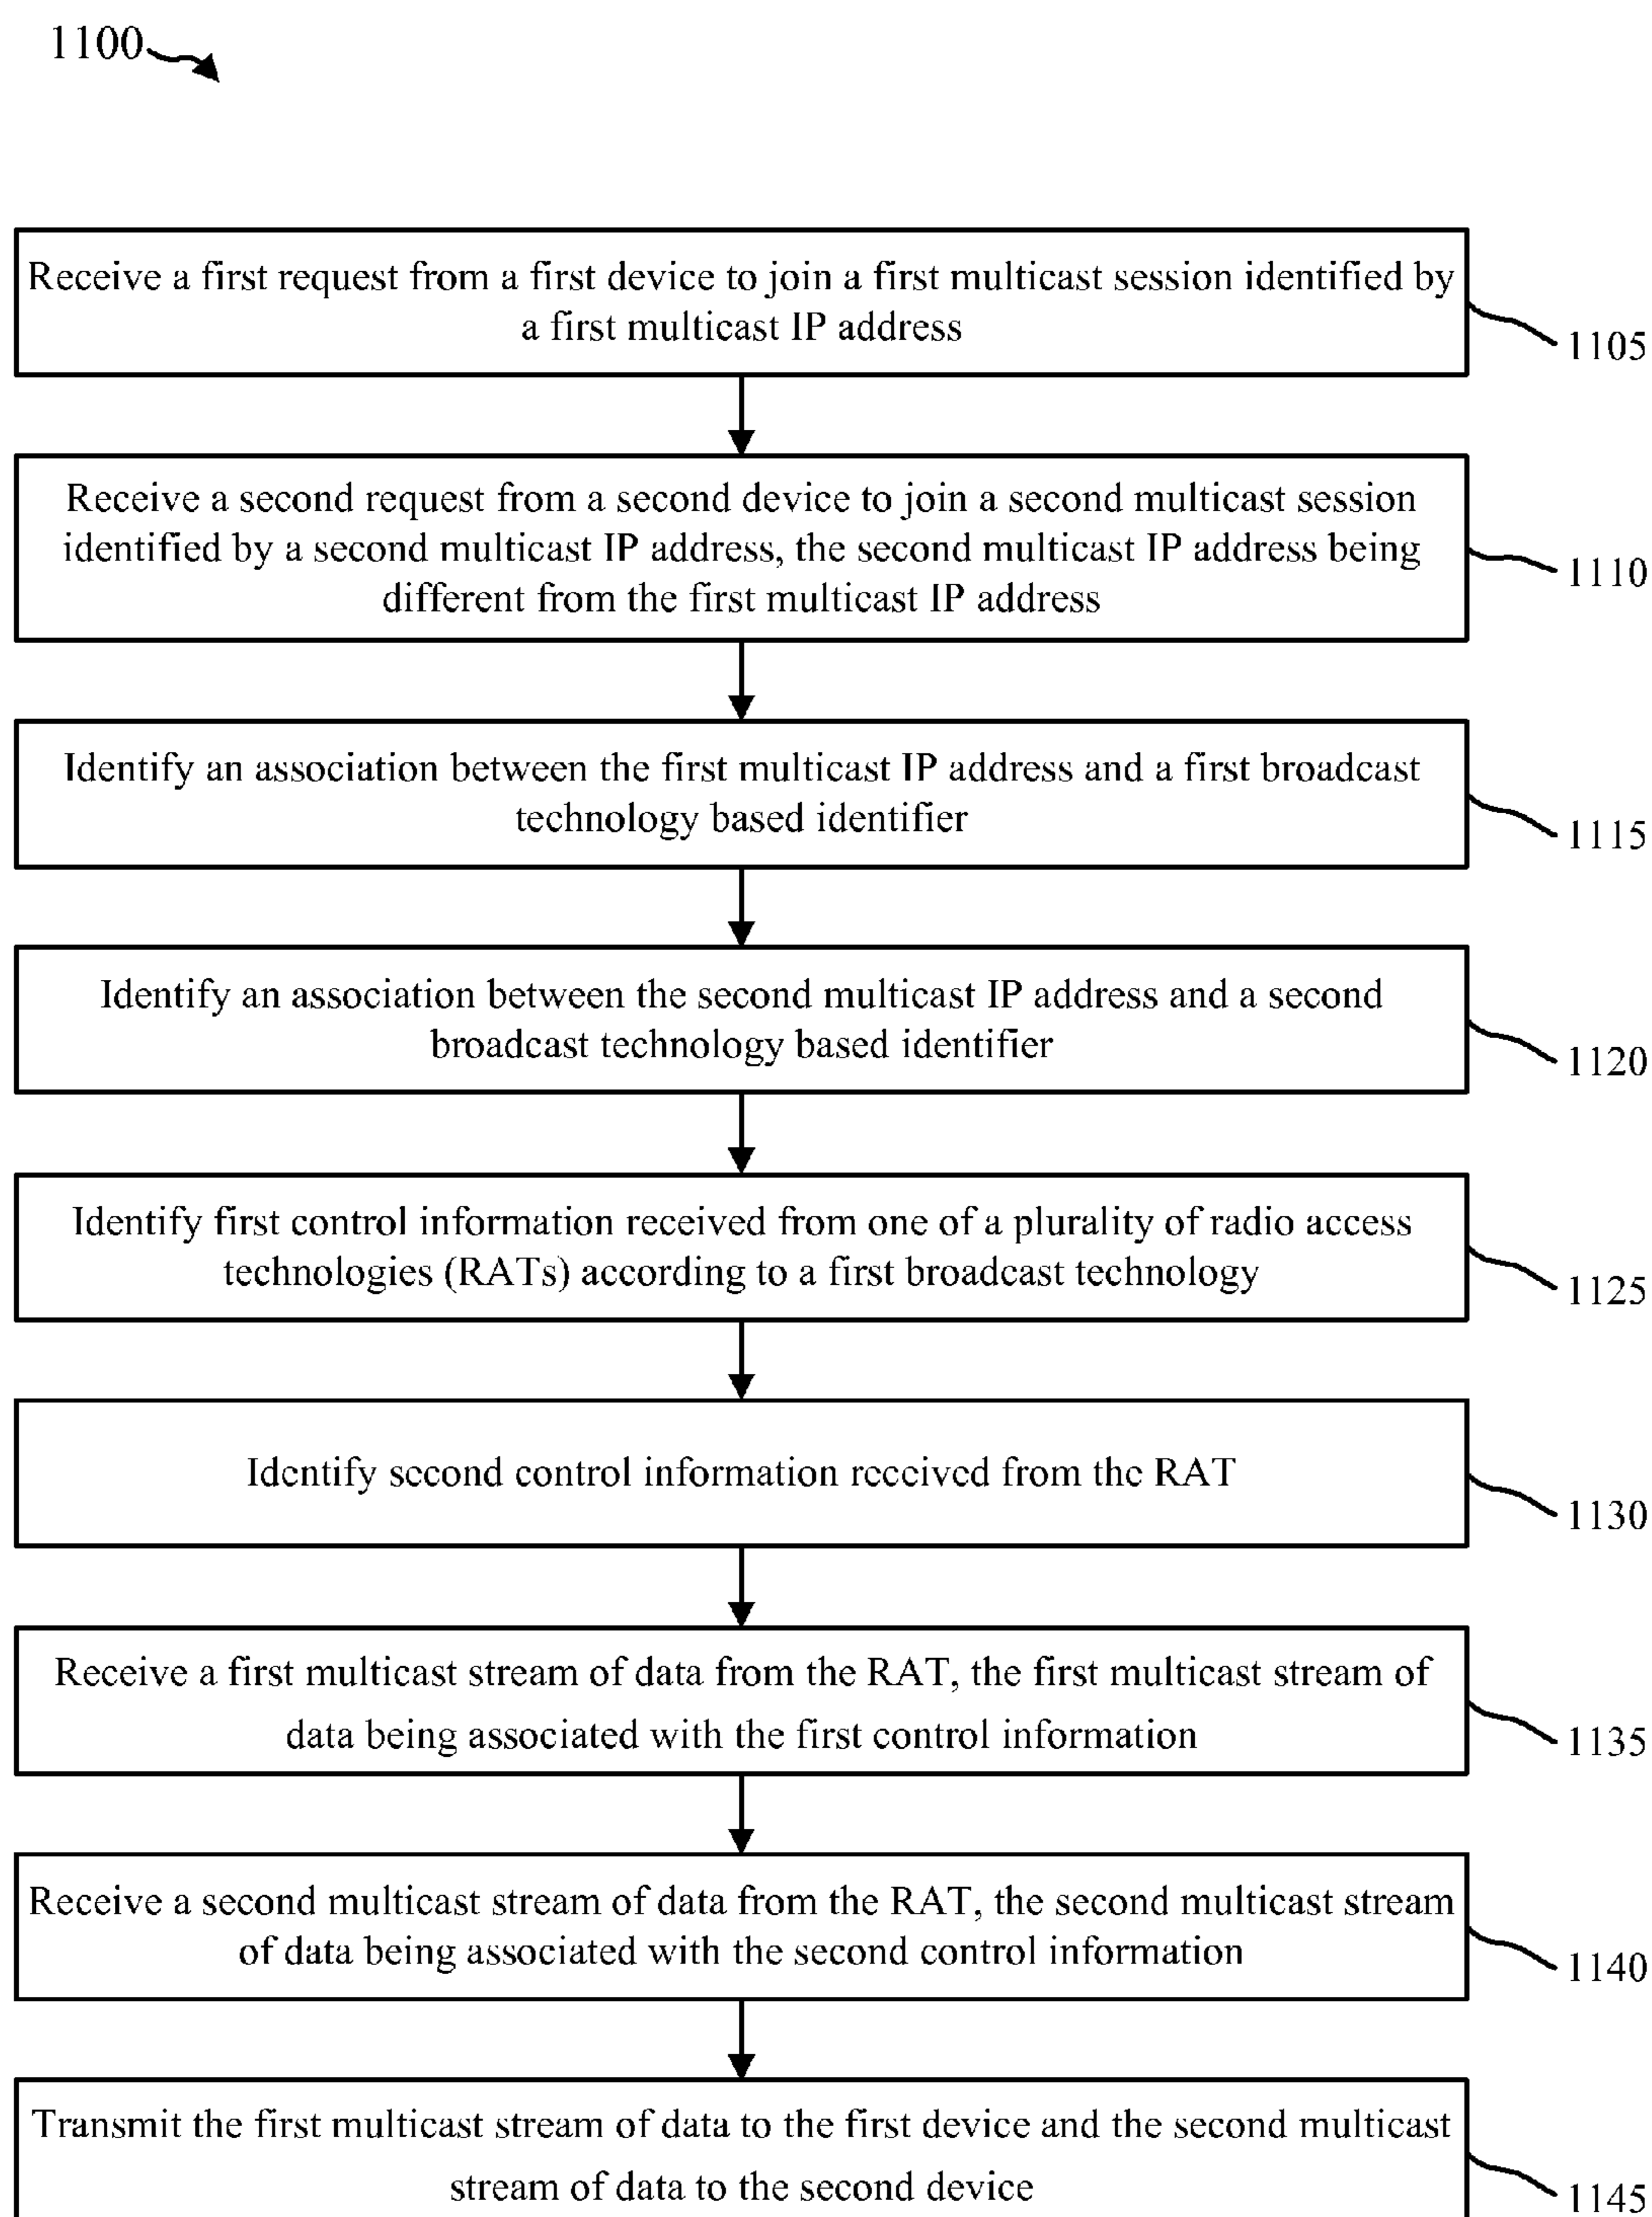 1100
Receive a first request from a first device to join a first multicast session identified by
a first multicast IP address
1105
Receive a second request from a second device to join a second multicast session
identified by a second multicast IP address, the second multicast IP address being
different from the first multicast IP address
1110
Identify an association between the first multicast IP address and a first broadcast
technology based identifier
1115
Identify an association between the second multicast IP address and a second
broadcast technology based identifier
1120
Identify first control information received from one of a plurality of radio access
technologies (RATs) according to a first broadcast technology
1125
Identify second control information received from the RAT
1130
Receive a first multicast stream of data from the RAT, the first multicast stream of
data being associated with the first control information
1135
Receive a second multicast stream of data from the RAT, the second multicast stream
of data being associated with the second control information
1140
Transmit the first multicast stream of data to the first device and the second multicast
stream of data to the second device
1145